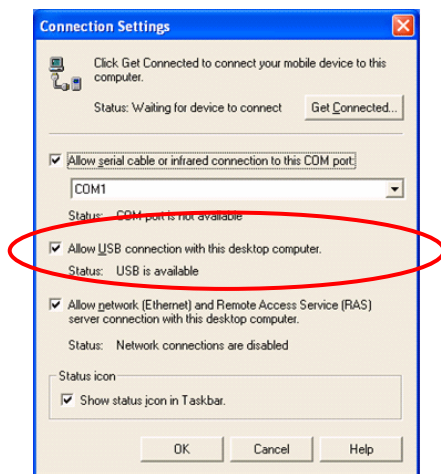 Connection Settings
Click Get Connected to connect your mobile device to this
computer.
Status: Waiting for device to connect
Get Connected...
Allow serial cable or infrared connection to this COM port:
COM1
Status: COM port is not available
Allow USB connection with this desktop computer.
Status: USB is available
Allow network (Ethernet) and Remote Access Service (RAS)
server connection with this desktop computer.
Status: Network connections are disabled
Status icon
Show status icon in Taskbar.
OK
Cancel
Help